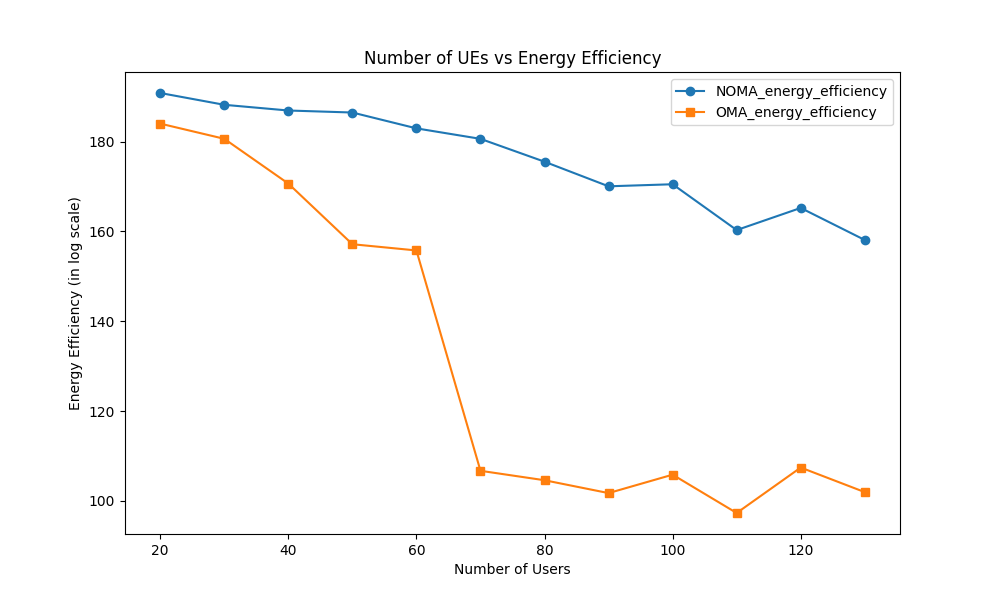 Number of UEs vs Energy Efficiency
NOMA_energy_efficiency
OMA_energy_efficiency
Energy Efficiency (in log scale)
180
160
140
120
100
20 40 60 80 100 120
Number of Users